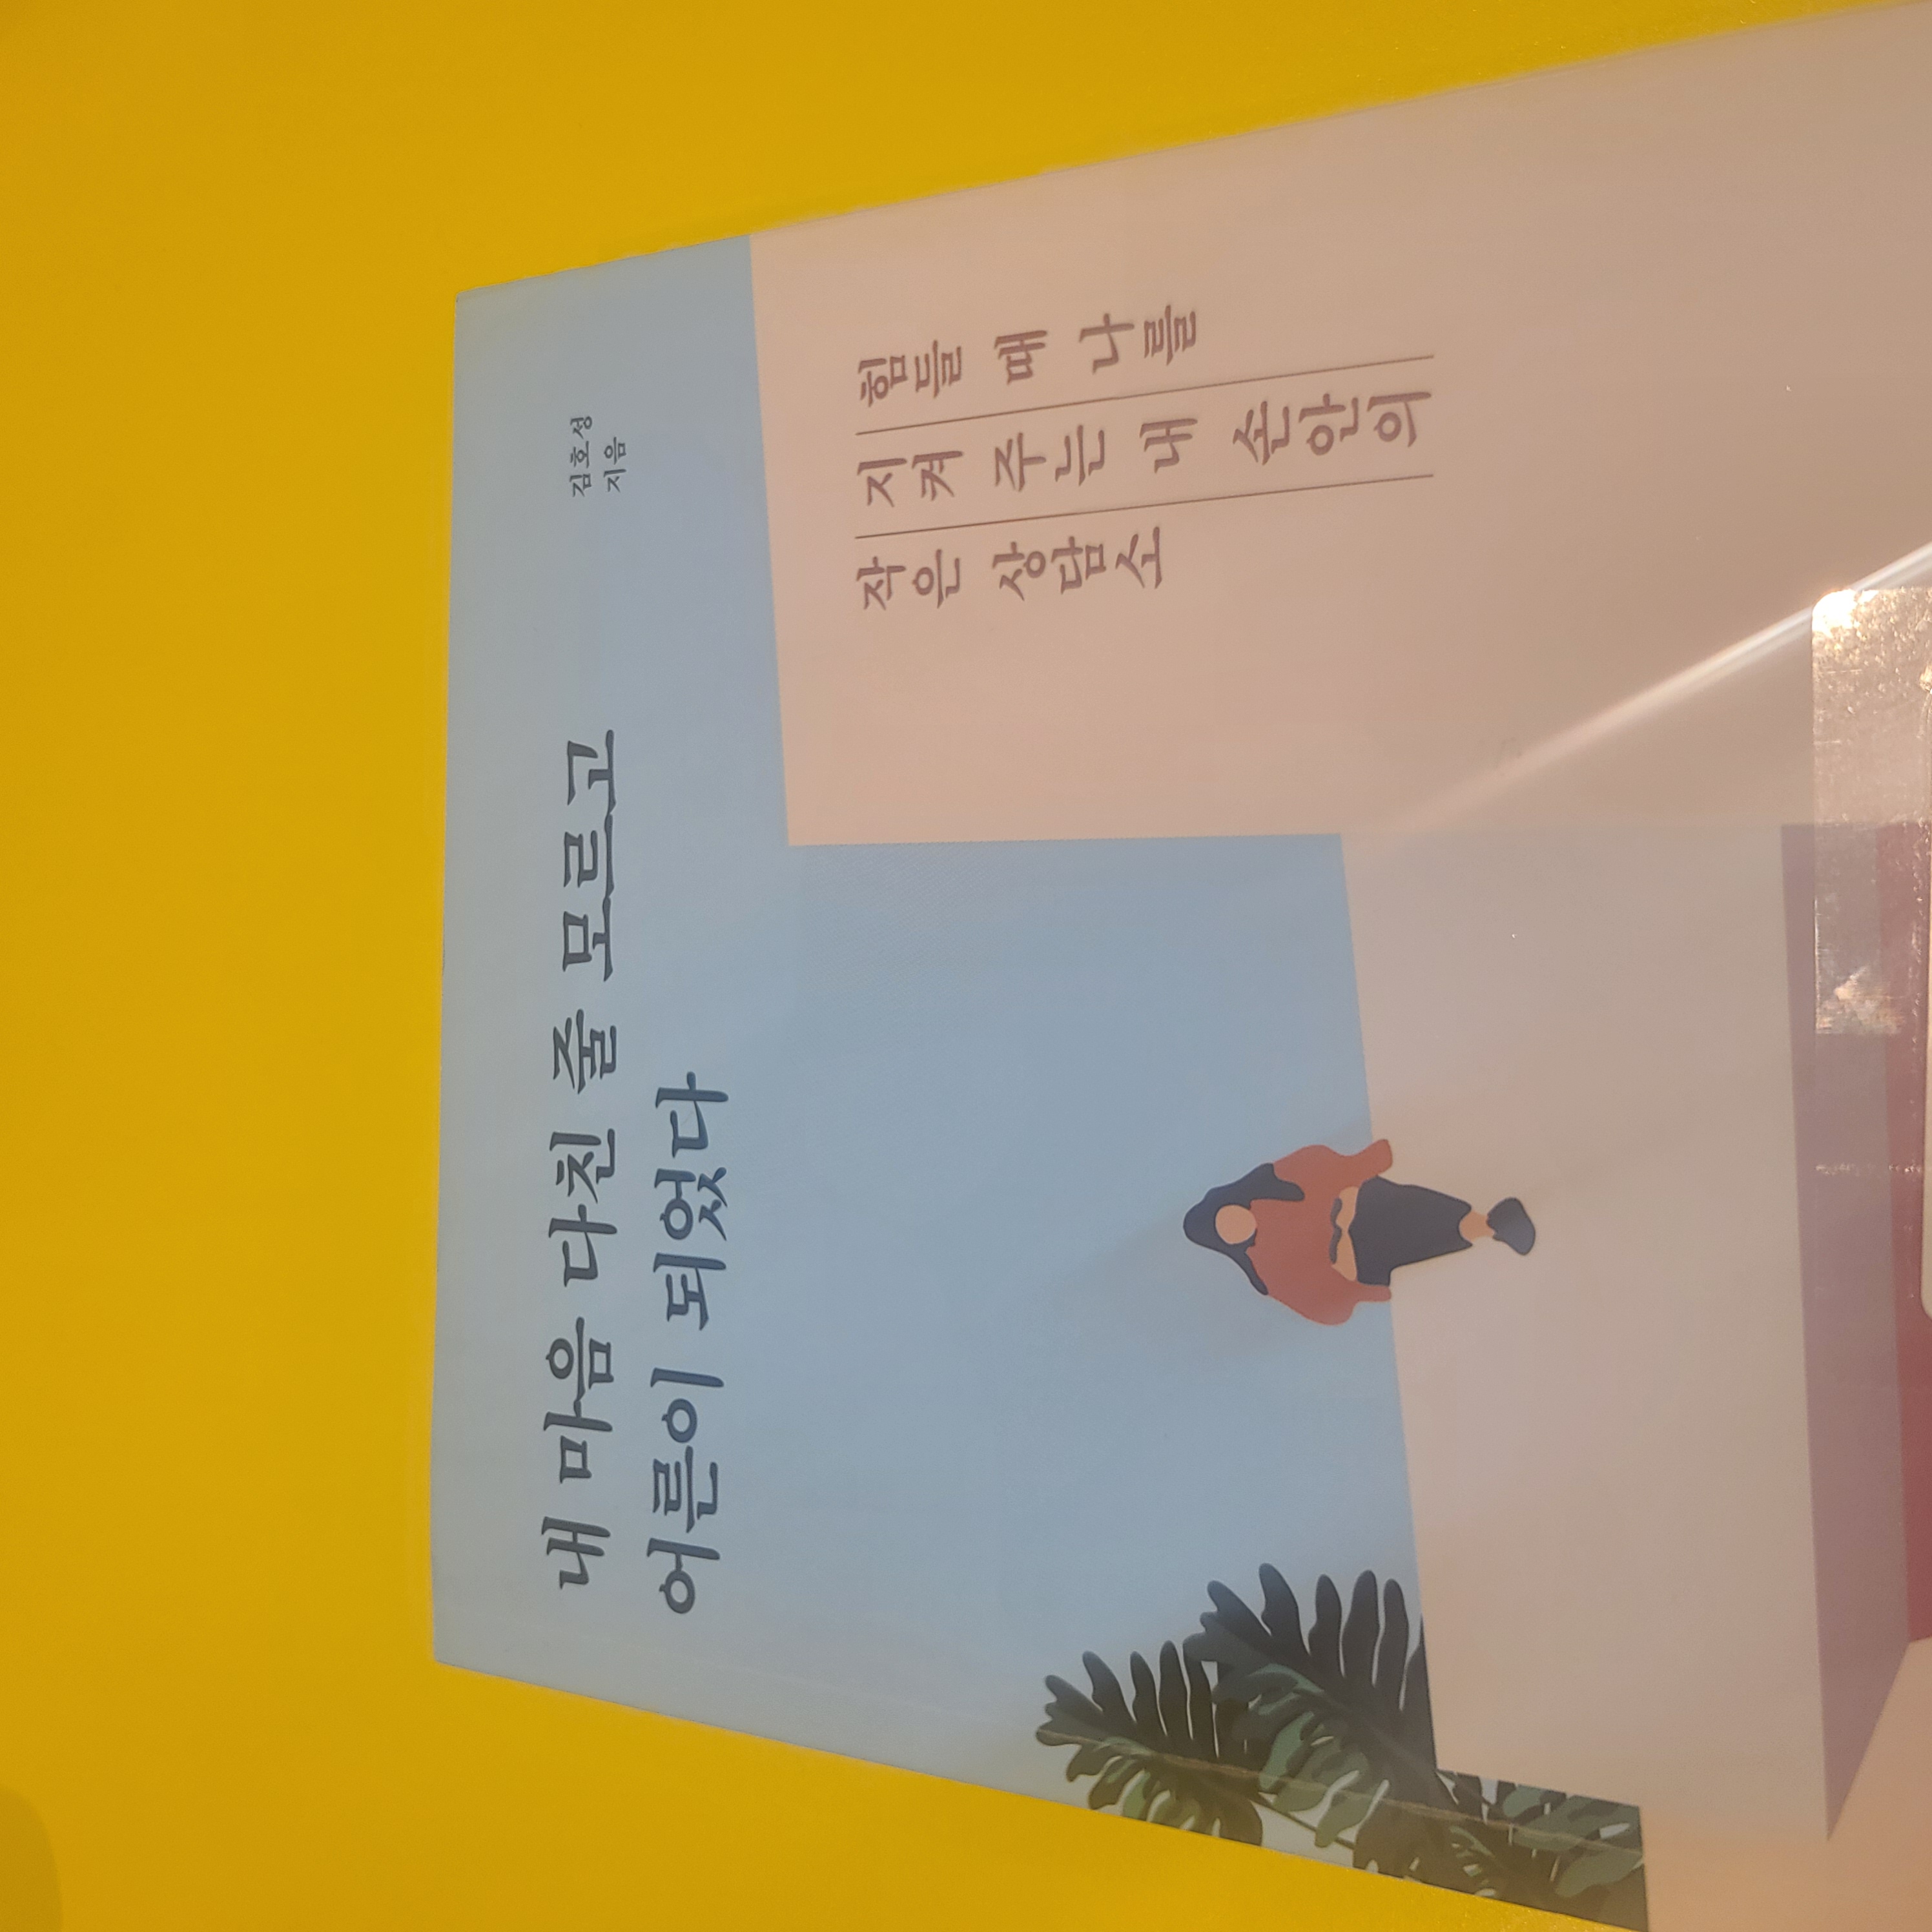 내 마음 다친 줄 모르고
어른이 되었다
김호성
지음
힘들 때 나를
지켜 주는 내 손안의
작은 상담소